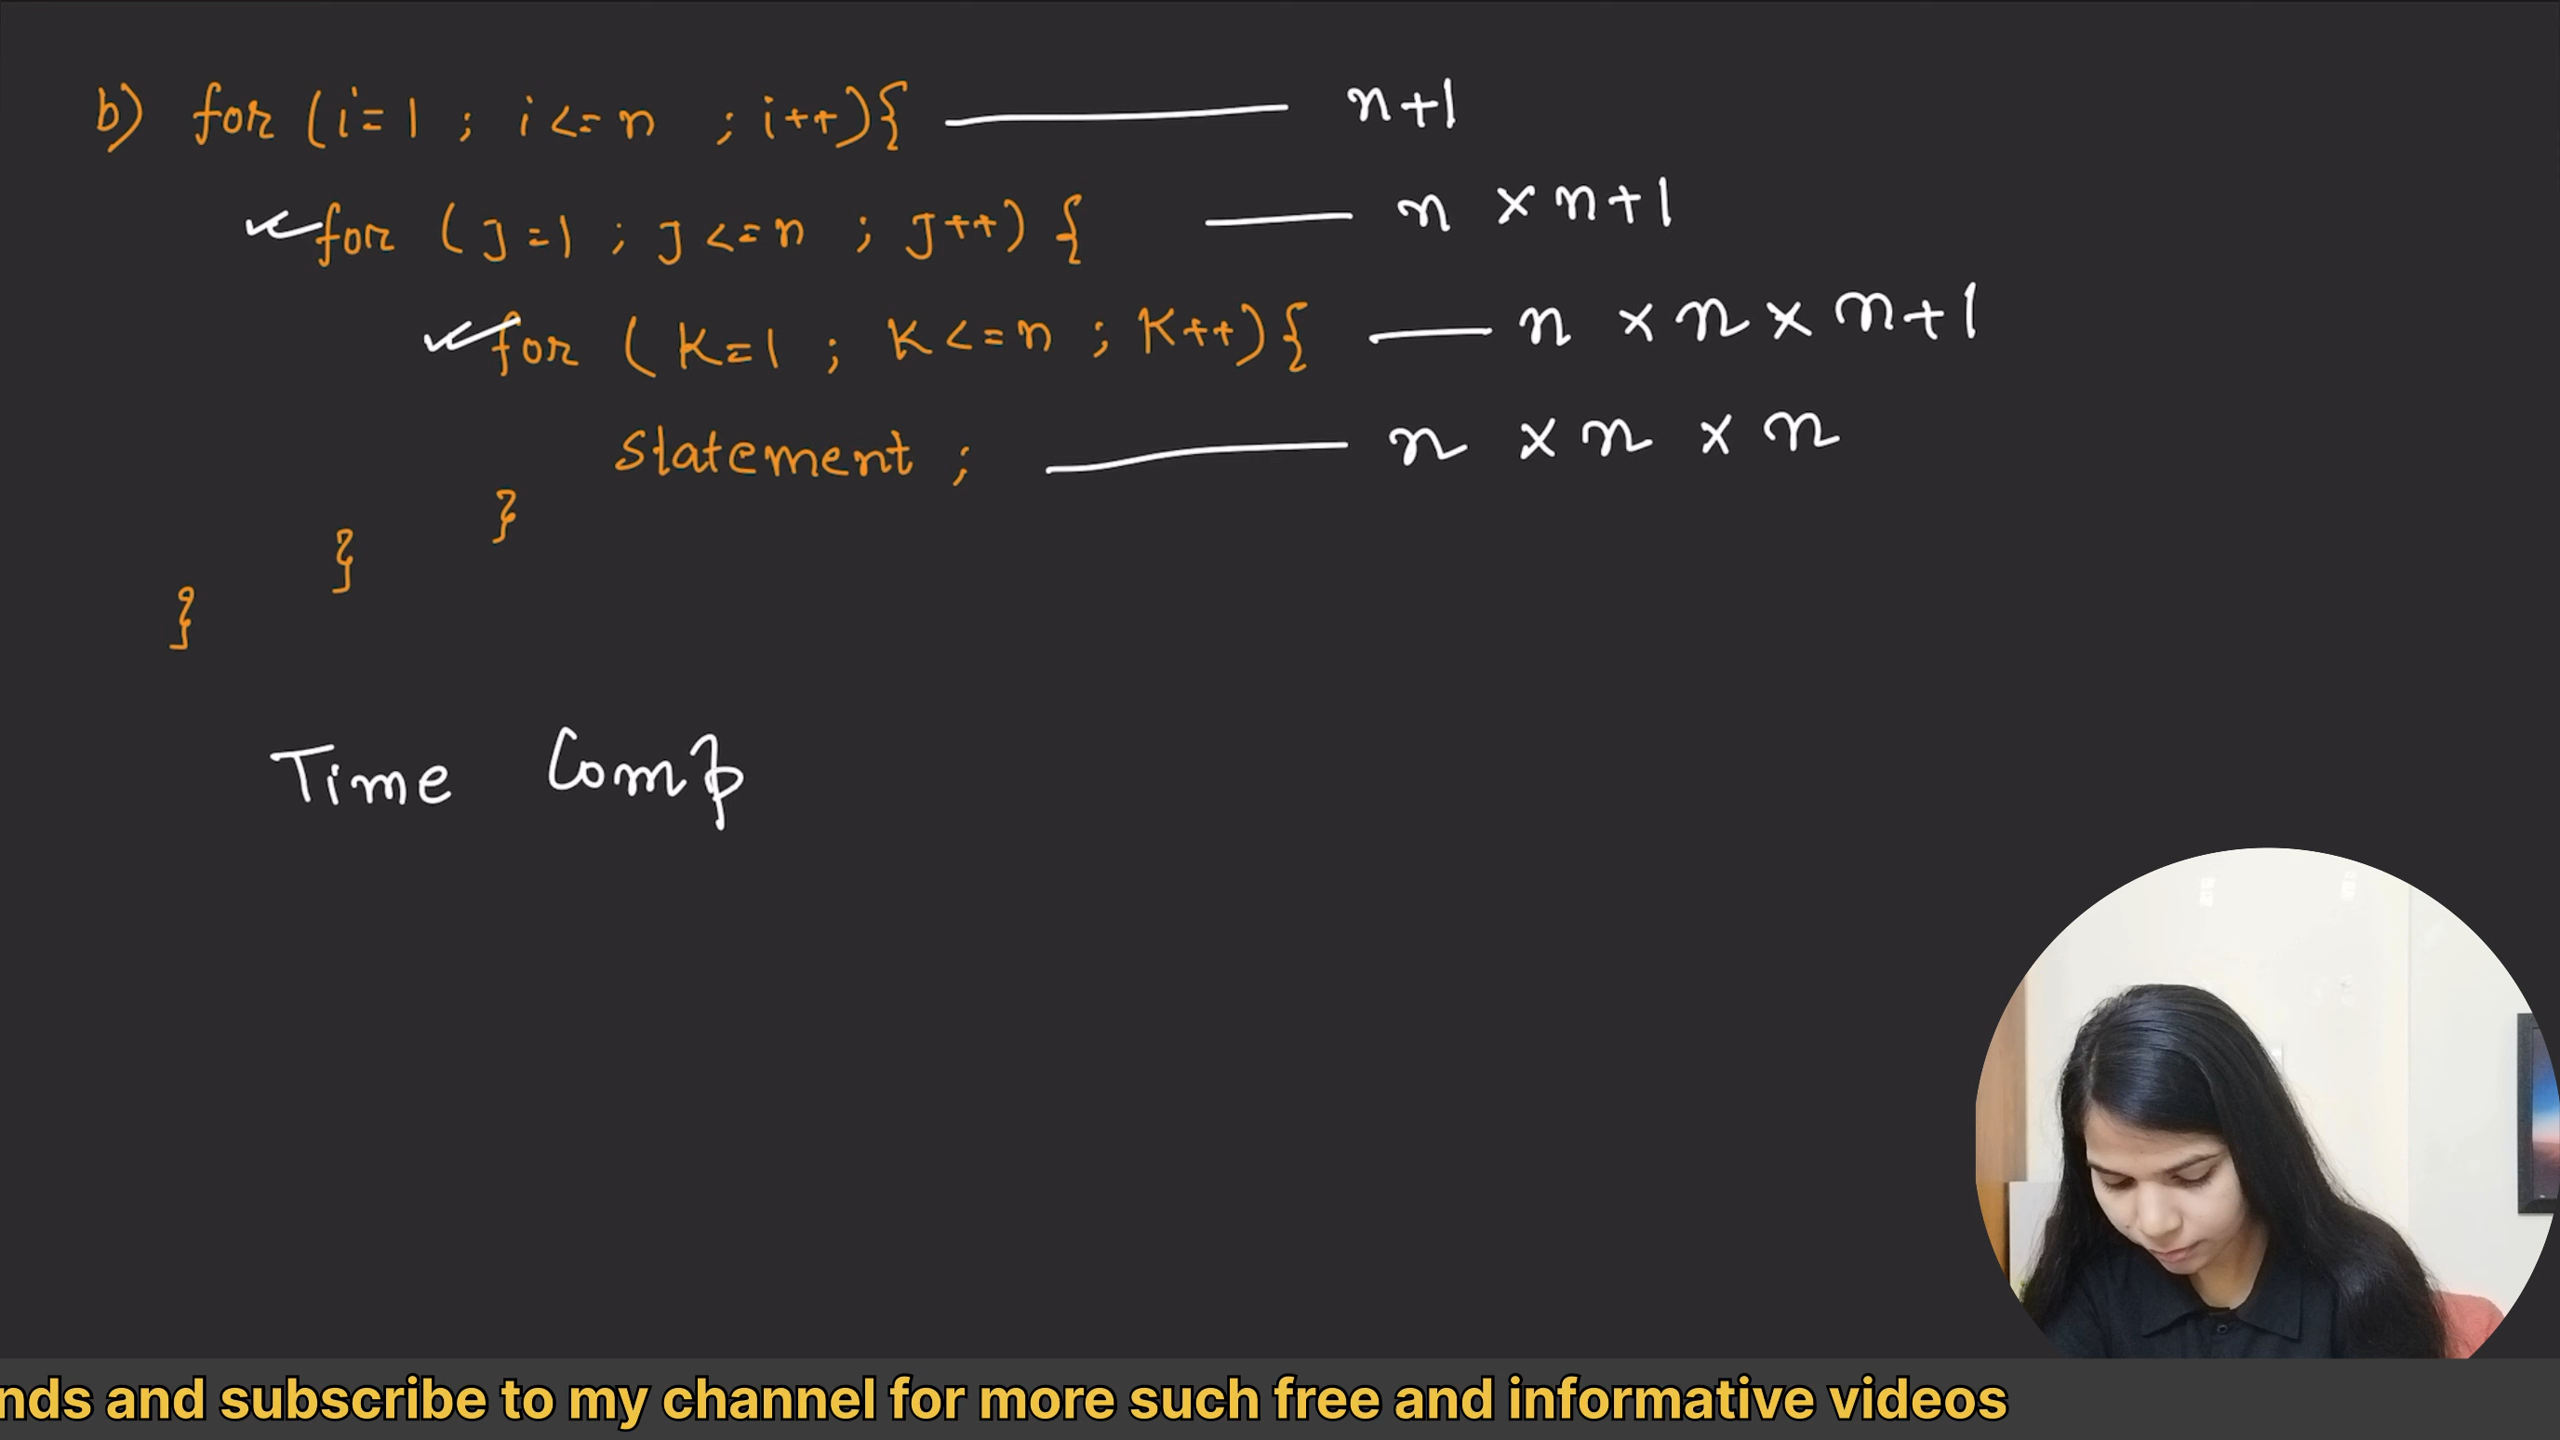 b) for (i=1 ; i<=n ; i++){ —— n+1
for (J=1 ; J<=n ; J++) { —— n × n+1
for ( K=1 ; K<=n ; K++){ —— n × n × n+1
Statement ; —— n × n × n
}
}
}
Time Comp
nds and subscribe to my channel for more such free and informative videos